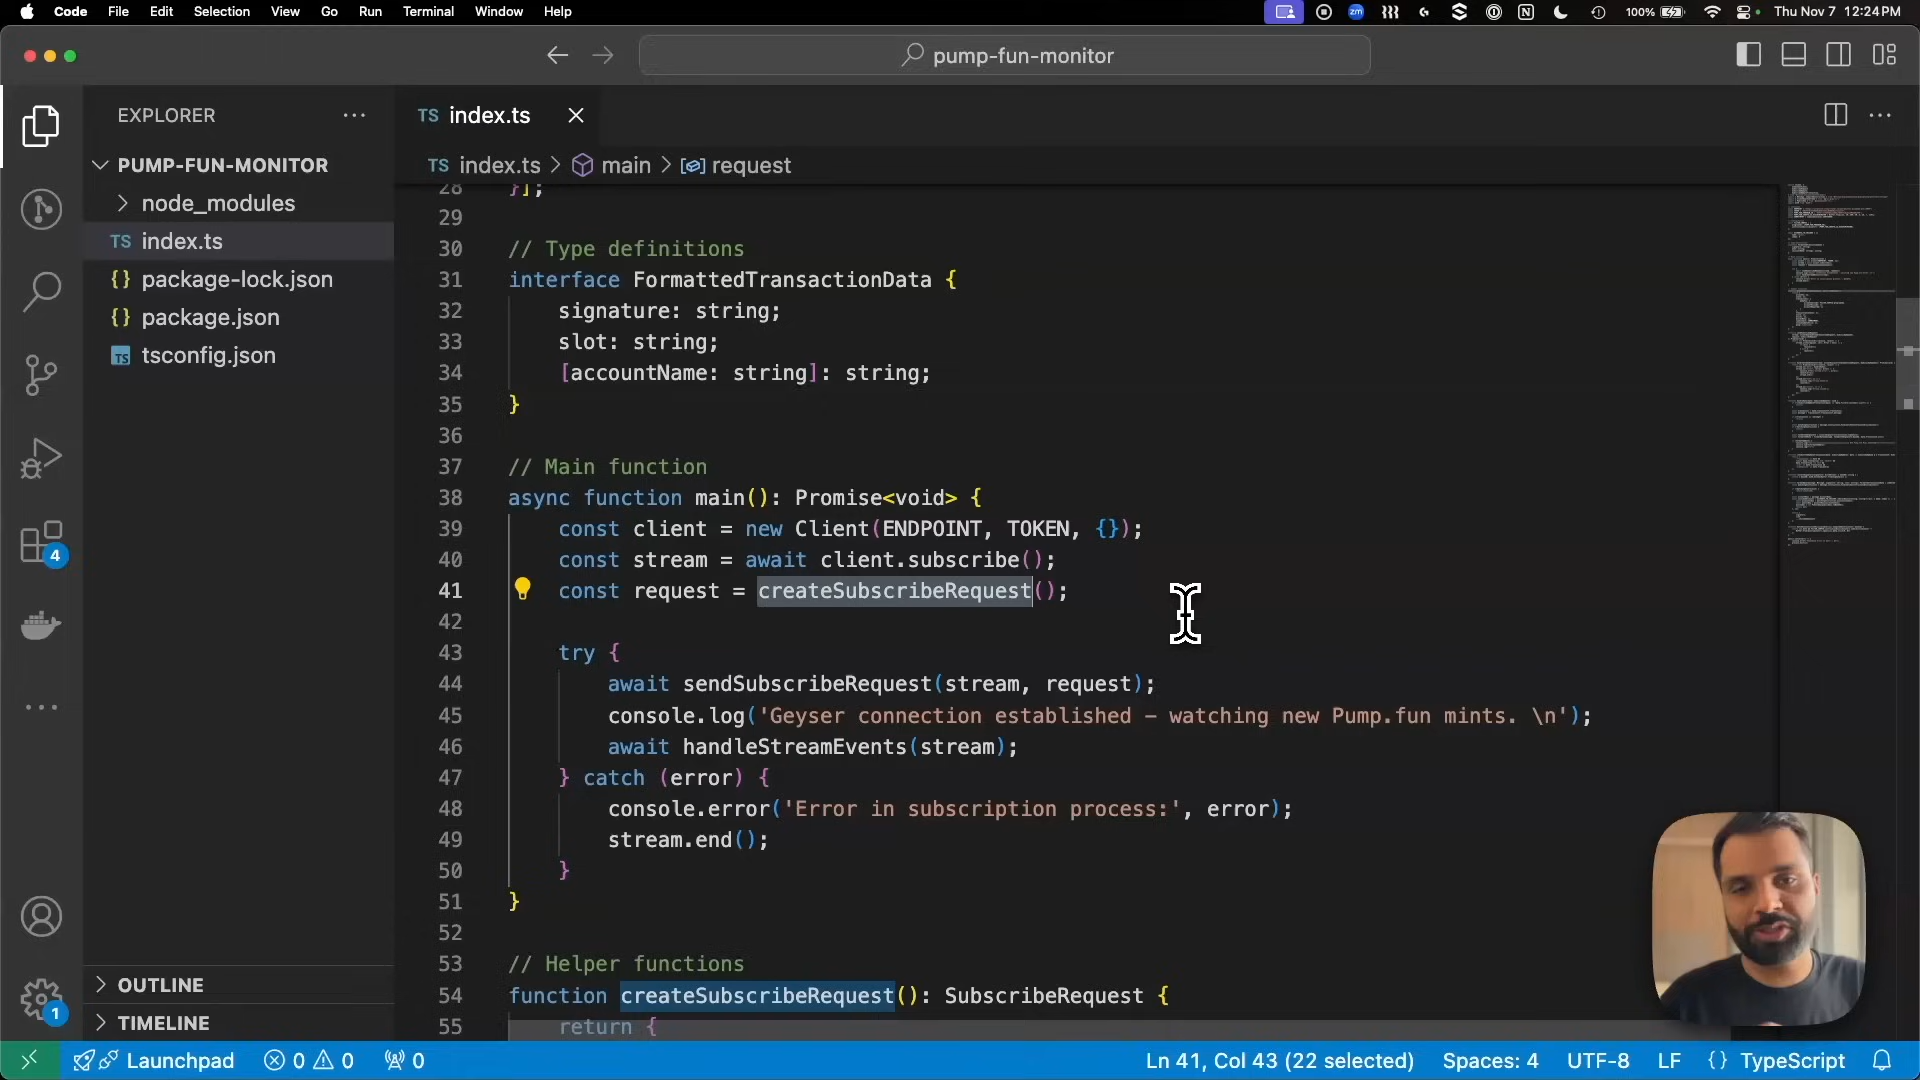 Code File Edit Selection View Go Run Terminal Window Help
zm
100%
Thu Nov 7 12:24 PM
pump-fun-monitor
EXPLORER
PUMP-FUN-MONITOR
node_modules
TS index.ts
{} package-lock.json
{} package.json
TS tsconfig.json
4
1
OUTLINE
TIMELINE
TS index.ts
TS index.ts > main > request
28 }];
29
30 // Type definitions
31 interface FormattedTransactionData {
32 signature: string;
33 slot: string;
34 [accountName: string]: string;
35 }
36
37 // Main function
38 async function main(): Promise<void> {
39 const client = new Client(ENDPOINT, TOKEN, {});
40 const stream = await client.subscribe();
41 const request = createSubscribeRequest();
42
43 try {
44 await sendSubscribeRequest(stream, request);
45 console.log('Geyser connection established – watching new Pump.fun mints. \n');
46 await handleStreamEvents(stream);
47 } catch (error) {
48 console.error('Error in subscription process:', error);
49 stream.end();
50 }
51 }
52
53 // Helper functions
54 function createSubscribeRequest(): SubscribeRequest {
55 return {
Launchpad 0 0 0
Ln 41, Col 43 (22 selected) Spaces: 4 UTF-8 LF {} TypeScript